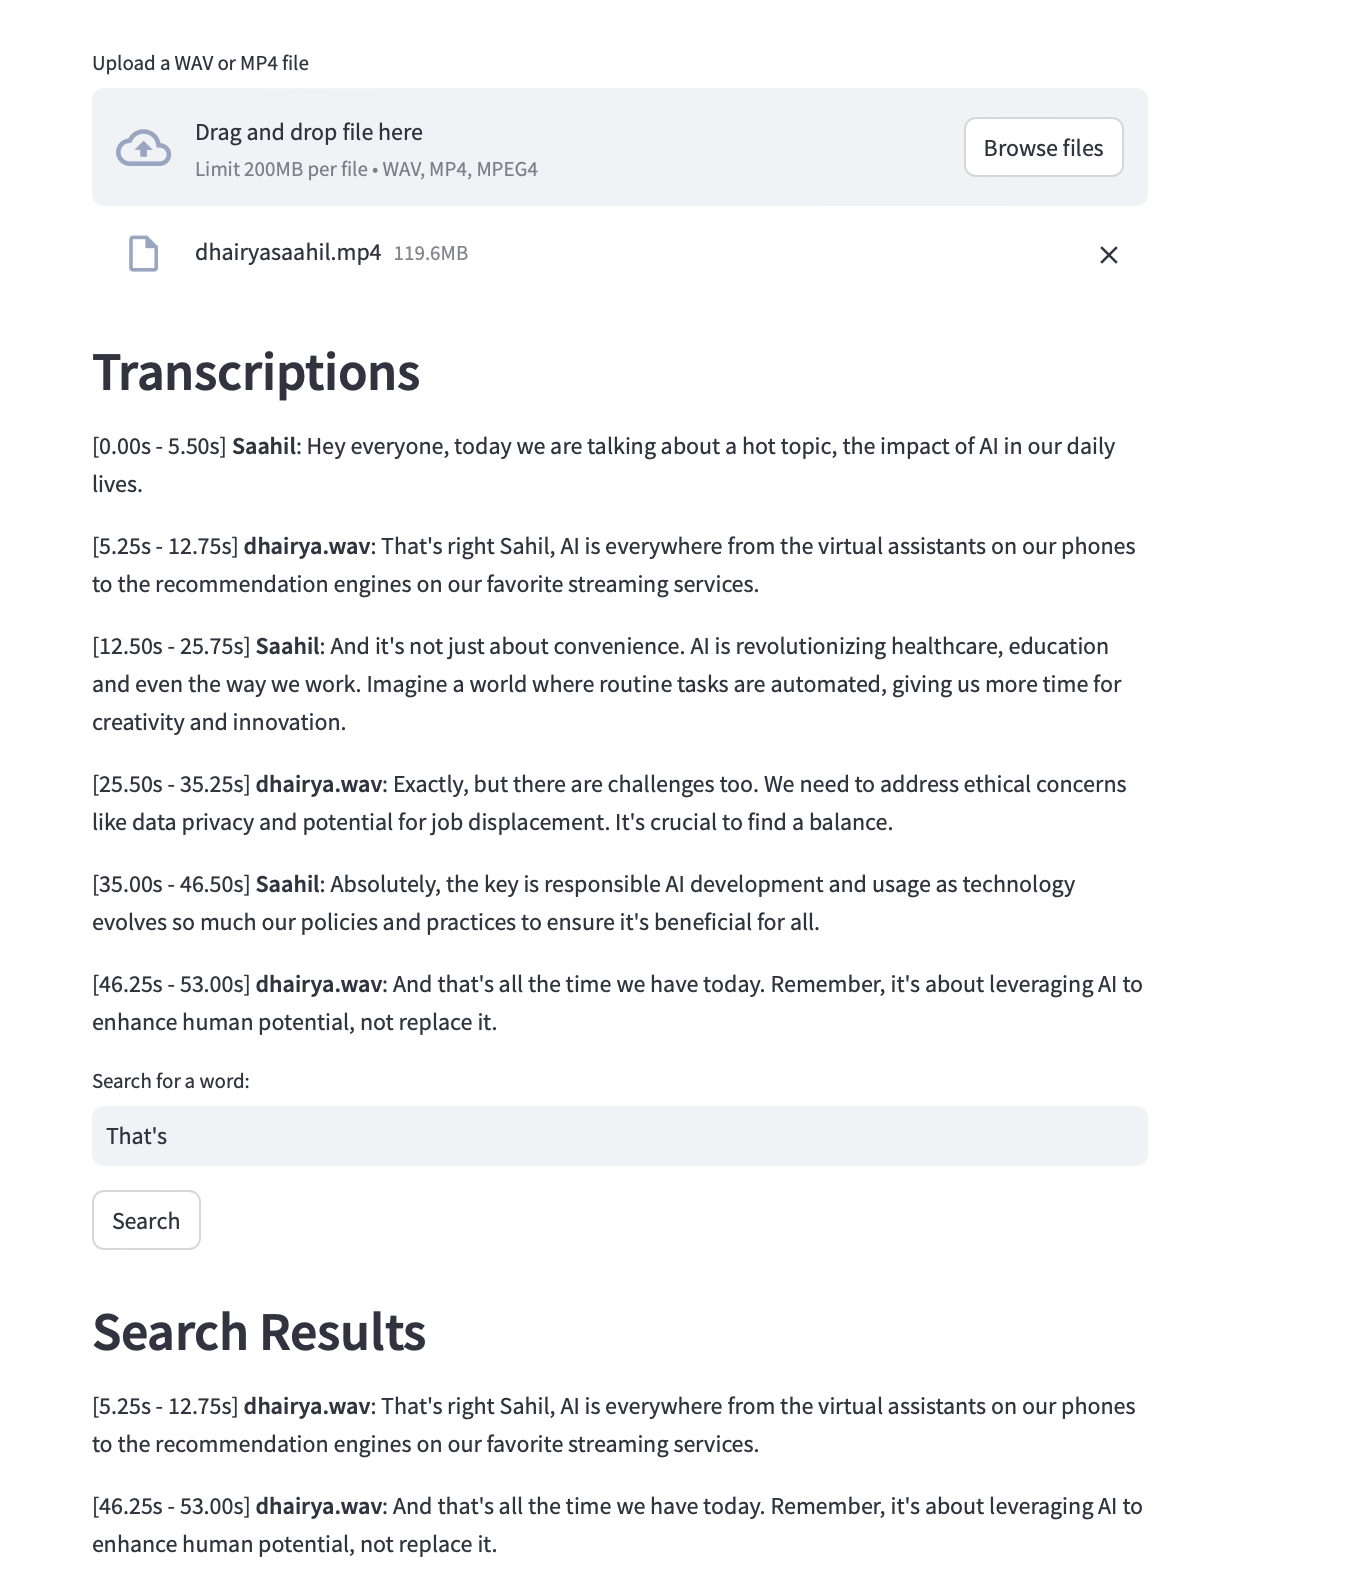 Upload a WAV or MP4 file
Drag and drop file here
Limit 200MB per file • WAV, MP4, MPEG4
Browse files
dhairyasaahil.mp4 119.6MB
Transcriptions
[0.00s - 5.50s] Saahil: Hey everyone, today we are talking about a hot topic, the impact of AI in our daily
lives.
[5.25s - 12.75s] dhairya.wav: That's right Sahil, AI is everywhere from the virtual assistants on our phones
to the recommendation engines on our favorite streaming services.
[12.50s - 25.75s] Saahil: And it's not just about convenience. AI is revolutionizing healthcare, education
and even the way we work. Imagine a world where routine tasks are automated, giving us more time for
creativity and innovation.
[25.50s - 35.25s] dhairya.wav: Exactly, but there are challenges too. We need to address ethical concerns
like data privacy and potential for job displacement. It's crucial to find a balance.
[35.00s - 46.50s] Saahil: Absolutely, the key is responsible AI development and usage as technology
evolves so much our policies and practices to ensure it's beneficial for all.
[46.25s - 53.00s] dhairya.wav: And that's all the time we have today. Remember, it's about leveraging AI to
enhance human potential, not replace it.
Search for a word:
That's
Search
Search Results
[5.25s - 12.75s] dhairya.wav: That's right Sahil, AI is everywhere from the virtual assistants on our phones
to the recommendation engines on our favorite streaming services.
[46.25s - 53.00s] dhairya.wav: And that's all the time we have today. Remember, it's about leveraging AI to
enhance human potential, not replace it.